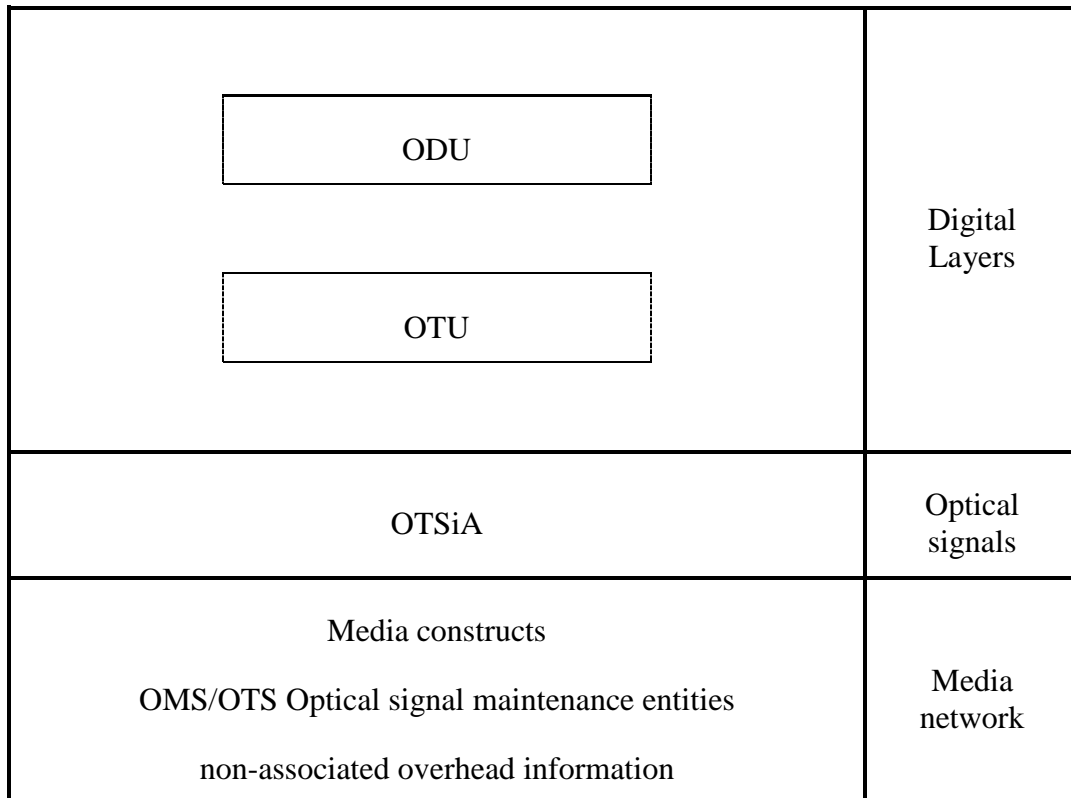 ODU
OTU
Digital
Layers
OTSiA
Optical
signals
Media constructs
OMS/OTS Optical signal maintenance entities
non-associated overhead information
Media
network